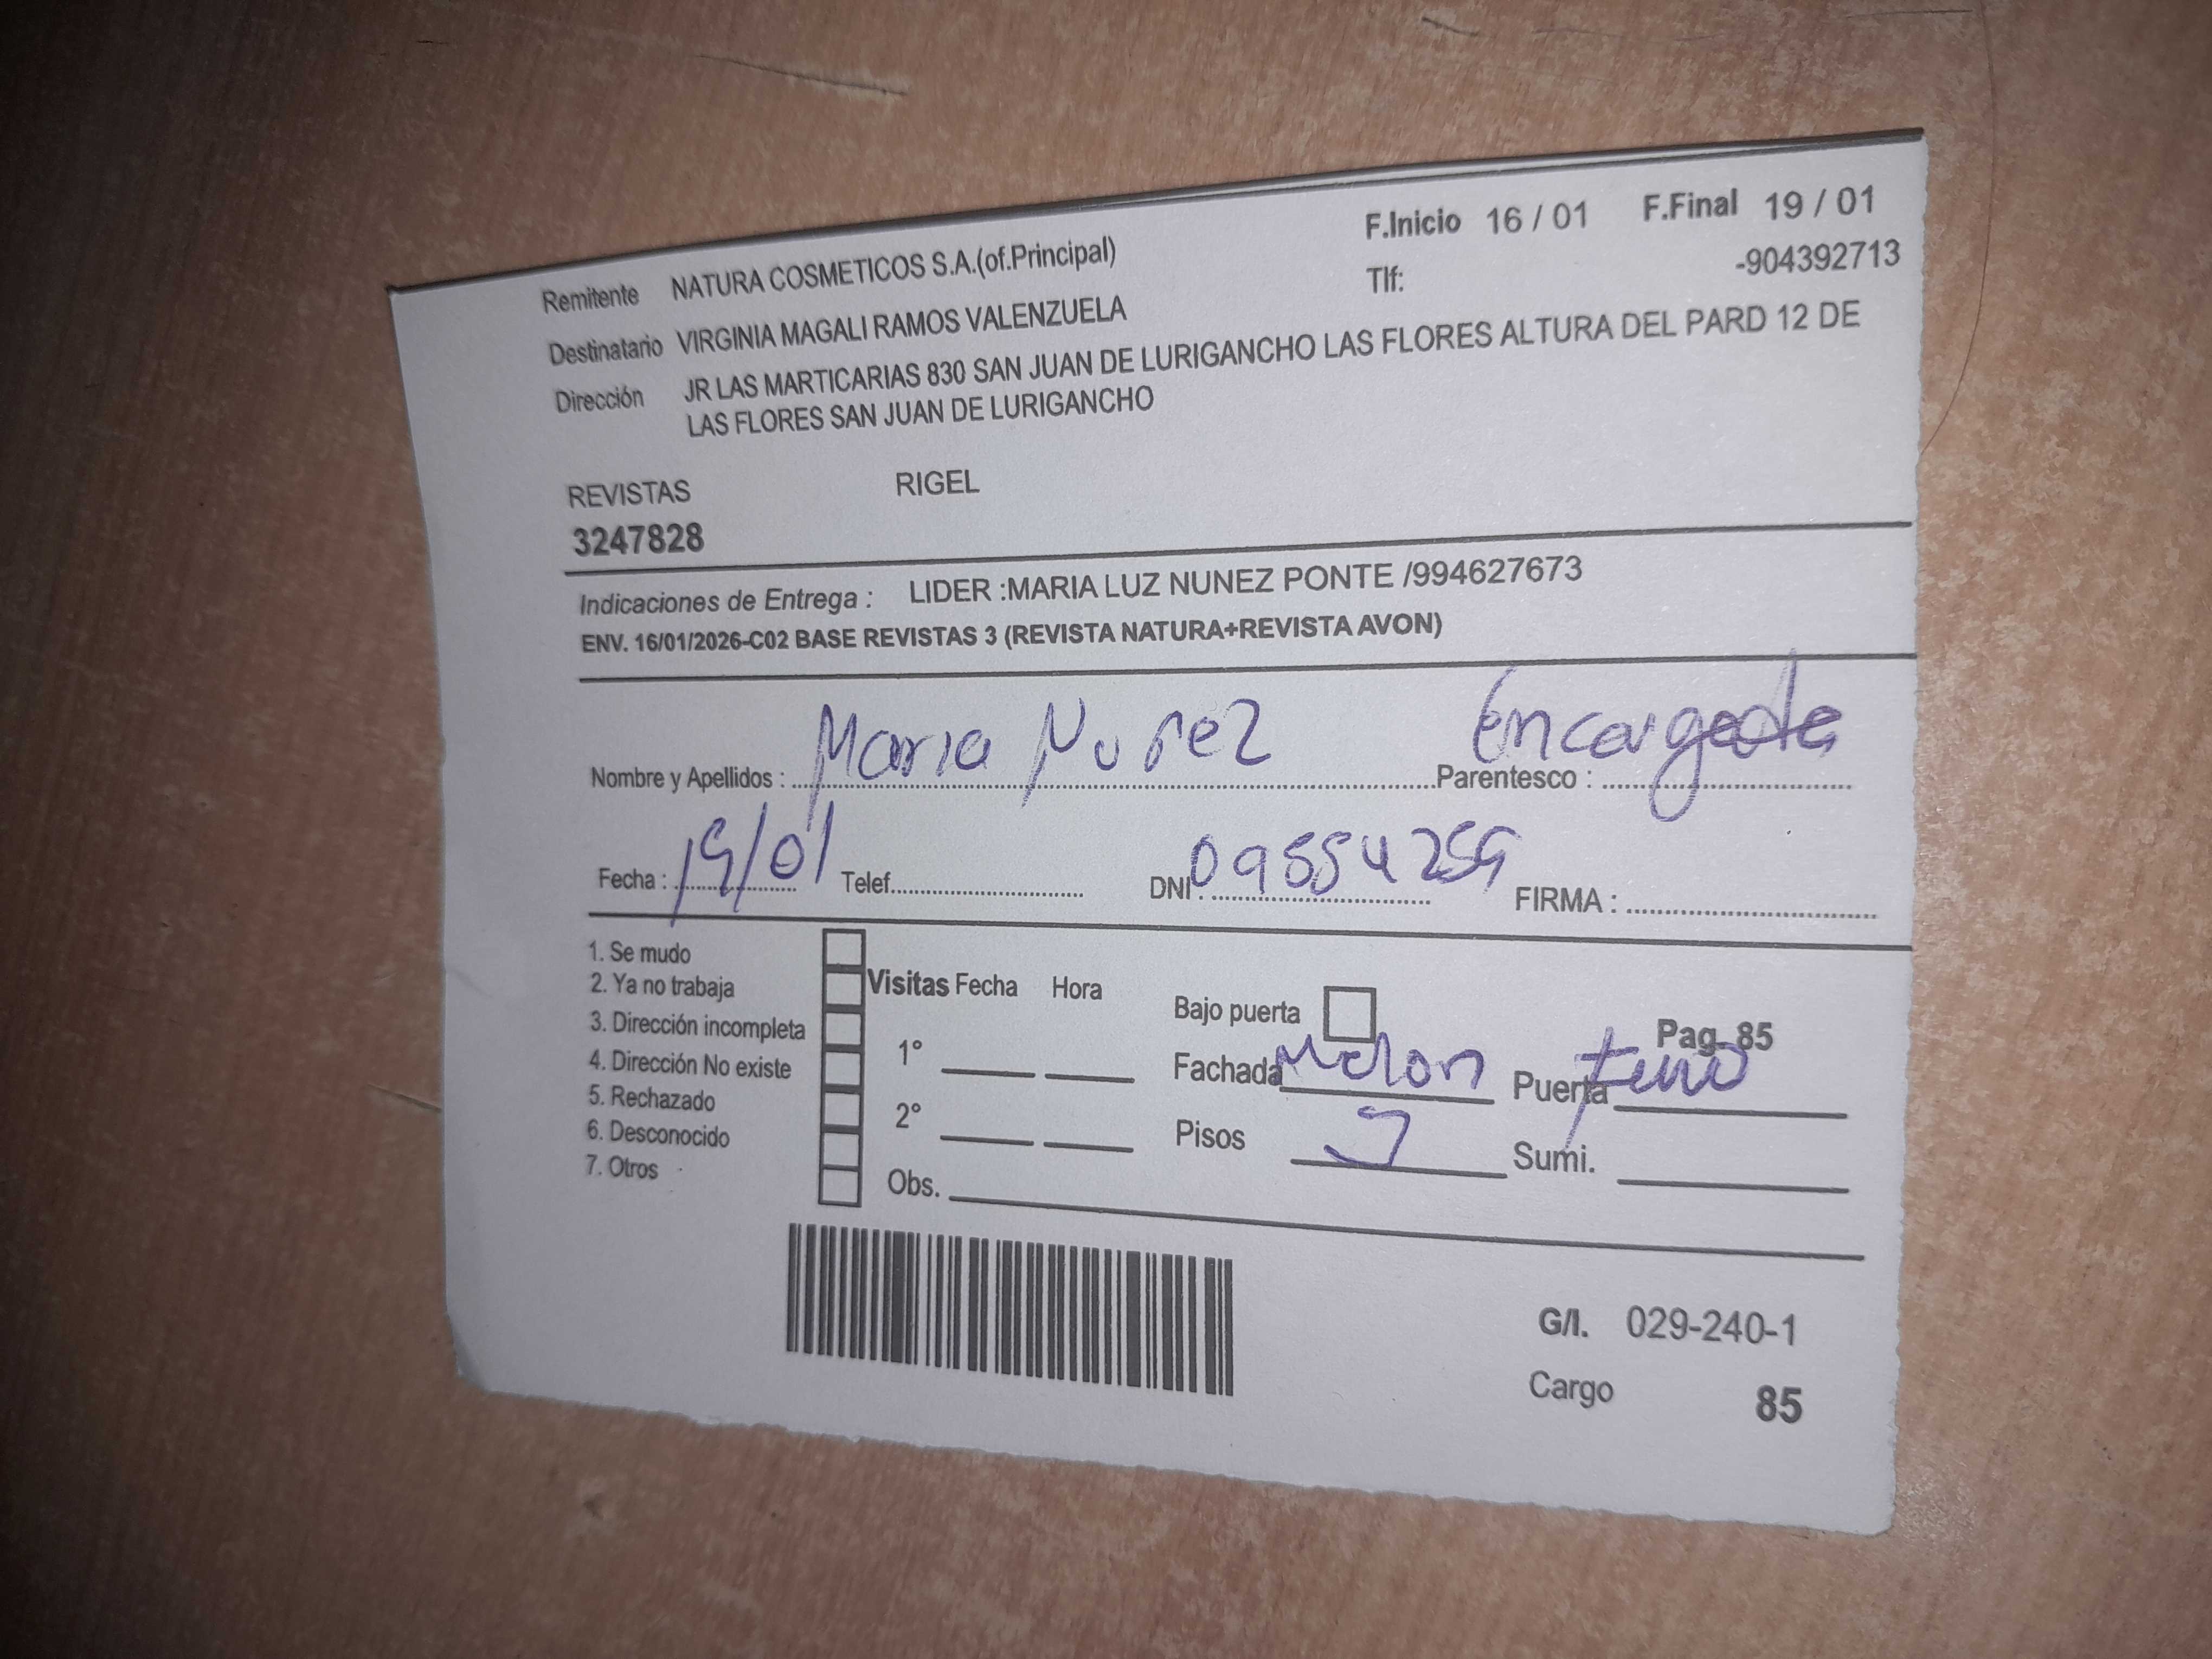 F.Inicio 16 / 01 F.Final 19 / 01
Remitente NATURA COSMETICOS S.A.(of.Principal) Tlf: -904392713
Destinatario VIRGINIA MAGALI RAMOS VALENZUELA
Dirección JR LAS MARTICARIAS 830 SAN JUAN DE LURIGANCHO LAS FLORES ALTURA DEL PARD 12 DE
LAS FLORES SAN JUAN DE LURIGANCHO
REVISTAS RIGEL
3247828
Indicaciones de Entrega : LIDER :MARIA LUZ NUNEZ PONTE /994627673
ENV. 16/01/2026-C02 BASE REVISTAS 3 (REVISTA NATURA+REVISTA AVON)
Nombre y Apellidos : Maria Nuñez Parentesco : Encargada
Fecha : 19/01 Telef. DNI : 09554259 FIRMA :
1. Se mudo
2. Ya no trabaja Visitas Fecha Hora Bajo puerta
3. Dirección incompleta Pag. 85
4. Dirección No existe 1° Fachada Melon Puerta
5. Rechazado
6. Desconocido 2° Pisos Sumi.
7. Otros Obs.
G/I. 029-240-1
Cargo 85